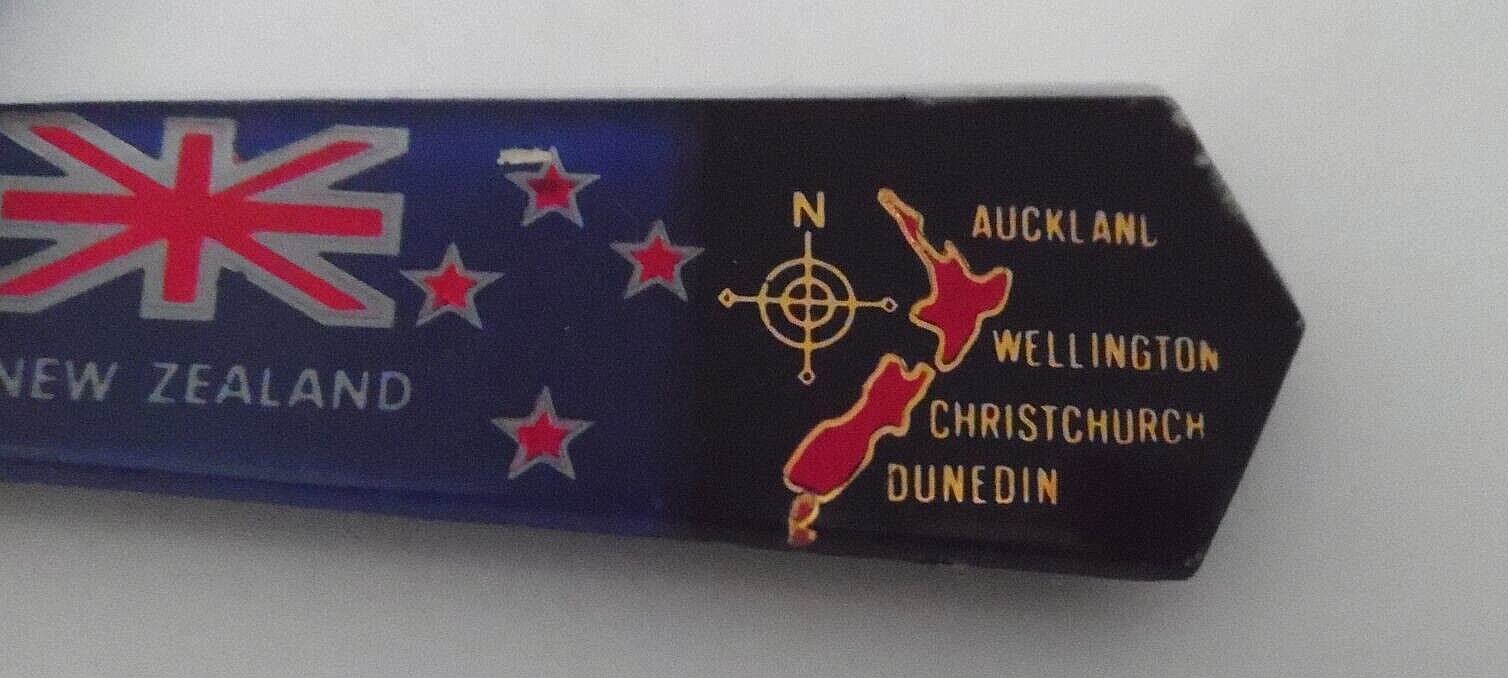 NEW ZEALAND
N
AUCKLANL
WELLINGTON
CHRISTCHURCH
DUNEDIN